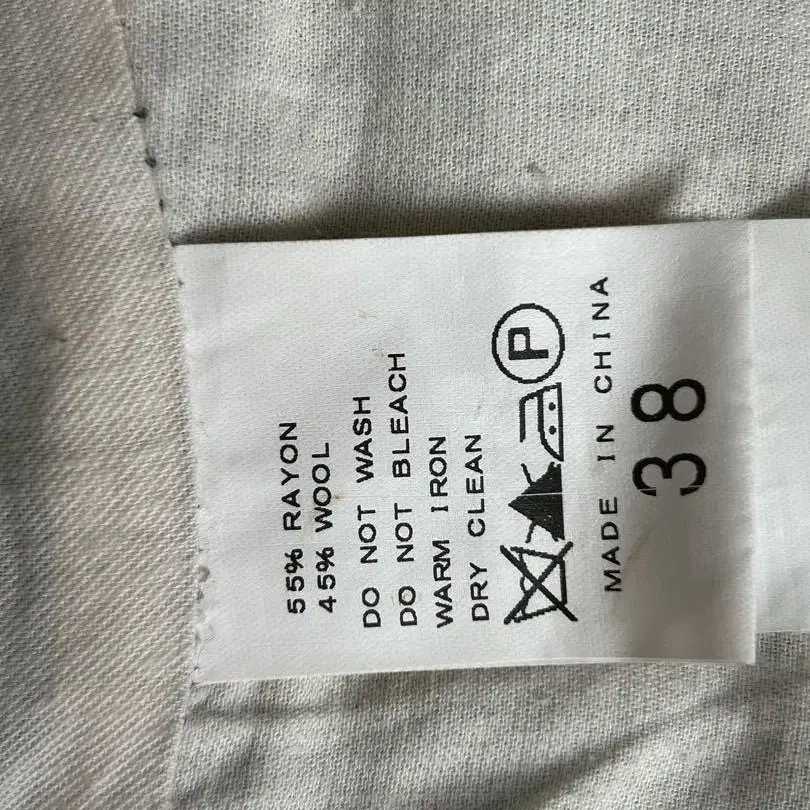 55% RAYON
45% WOOL
DO NOT WASH
DO NOT BLEACH
WARM IRON
DRY CLEAN
P
MADE IN CHINA
38